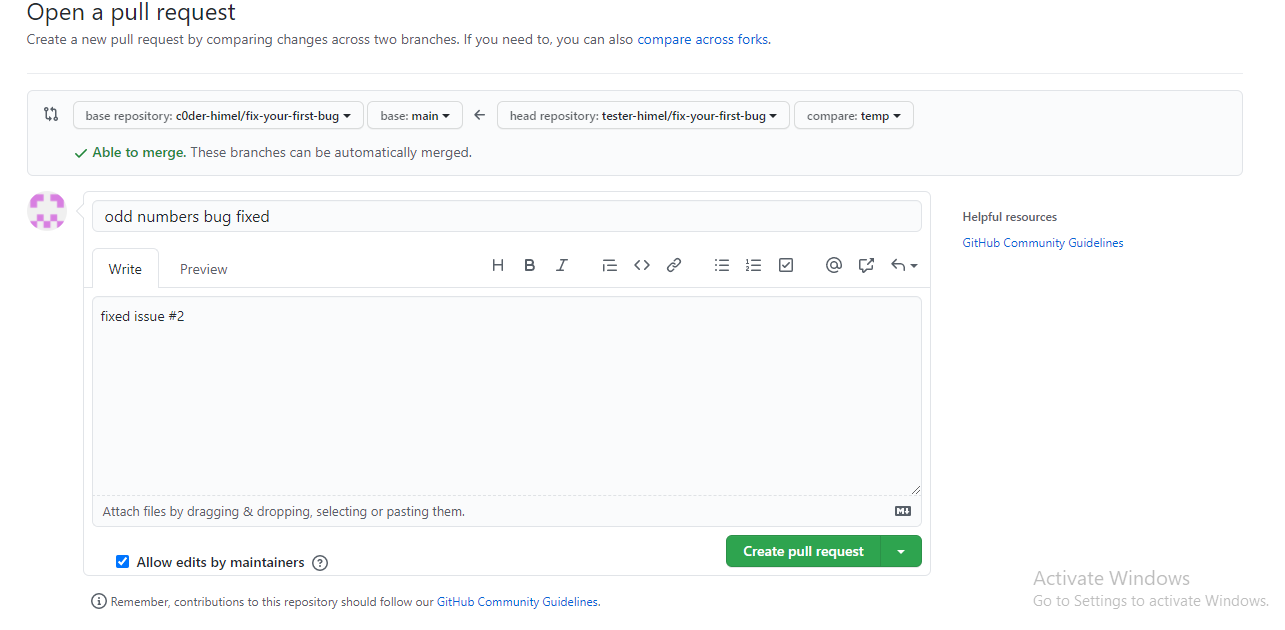 Open a pull request
Create a new pull request by comparing changes across two branches. If you need to, you can also compare across forks.
base repository: c0der-himel/fix-your-first-bug base: main head repository: tester-himel/fix-your-first-bug compare: temp
Able to merge. These branches can be automatically merged.
odd numbers bug fixed
Helpful resources
GitHub Community Guidelines
Write Preview
fixed issue #2
Attach files by dragging & dropping, selecting or pasting them.
Allow edits by maintainers
Create pull request
Remember, contributions to this repository should follow our GitHub Community Guidelines.
Activate Windows
Go to Settings to activate Windows.